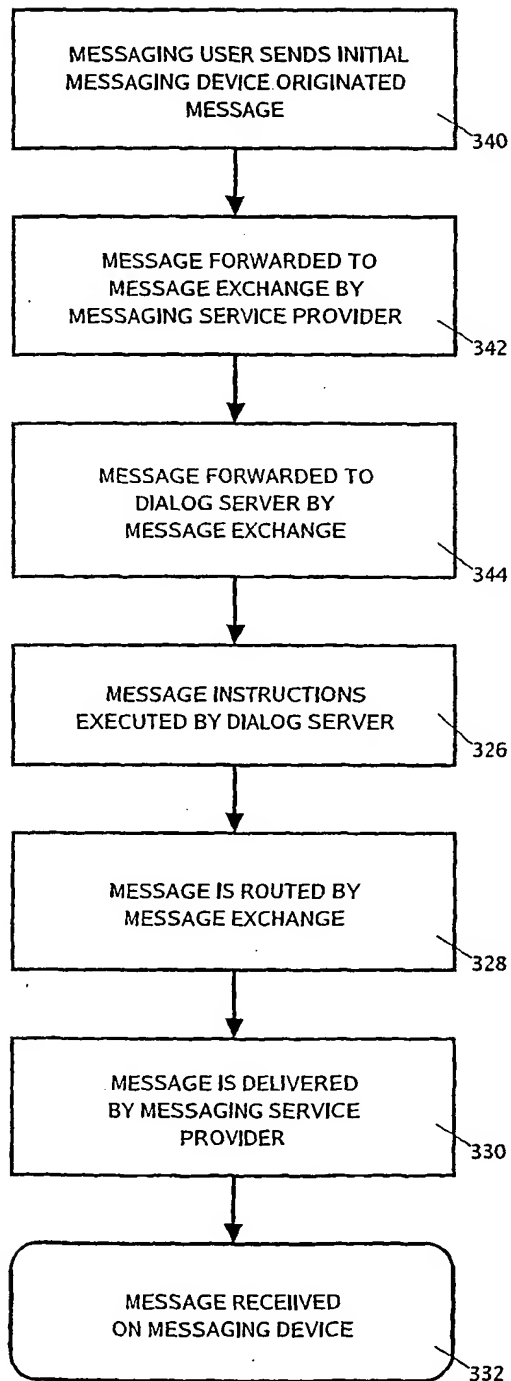 MESSAGING USER SENDS INITIAL
MESSAGING DEVICE ORIGINATED
MESSAGE
340
MESSAGE FORWARDED TO
MESSAGE EXCHANGE BY
MESSAGING SERVICE PROVIDER
342
MESSAGE FORWARDED TO
DIALOG SERVER BY
MESSAGE EXCHANGE
344
MESSAGE INSTRUCTIONS
EXECUTED BY DIALOG SERVER
326
MESSAGE IS ROUTED BY
MESSAGE EXCHANGE
328
MESSAGE IS DELIVERED
BY MESSAGING SERVICE
PROVIDER
330
MESSAGE RECEIIVED
ON MESSAGING DEVICE
332